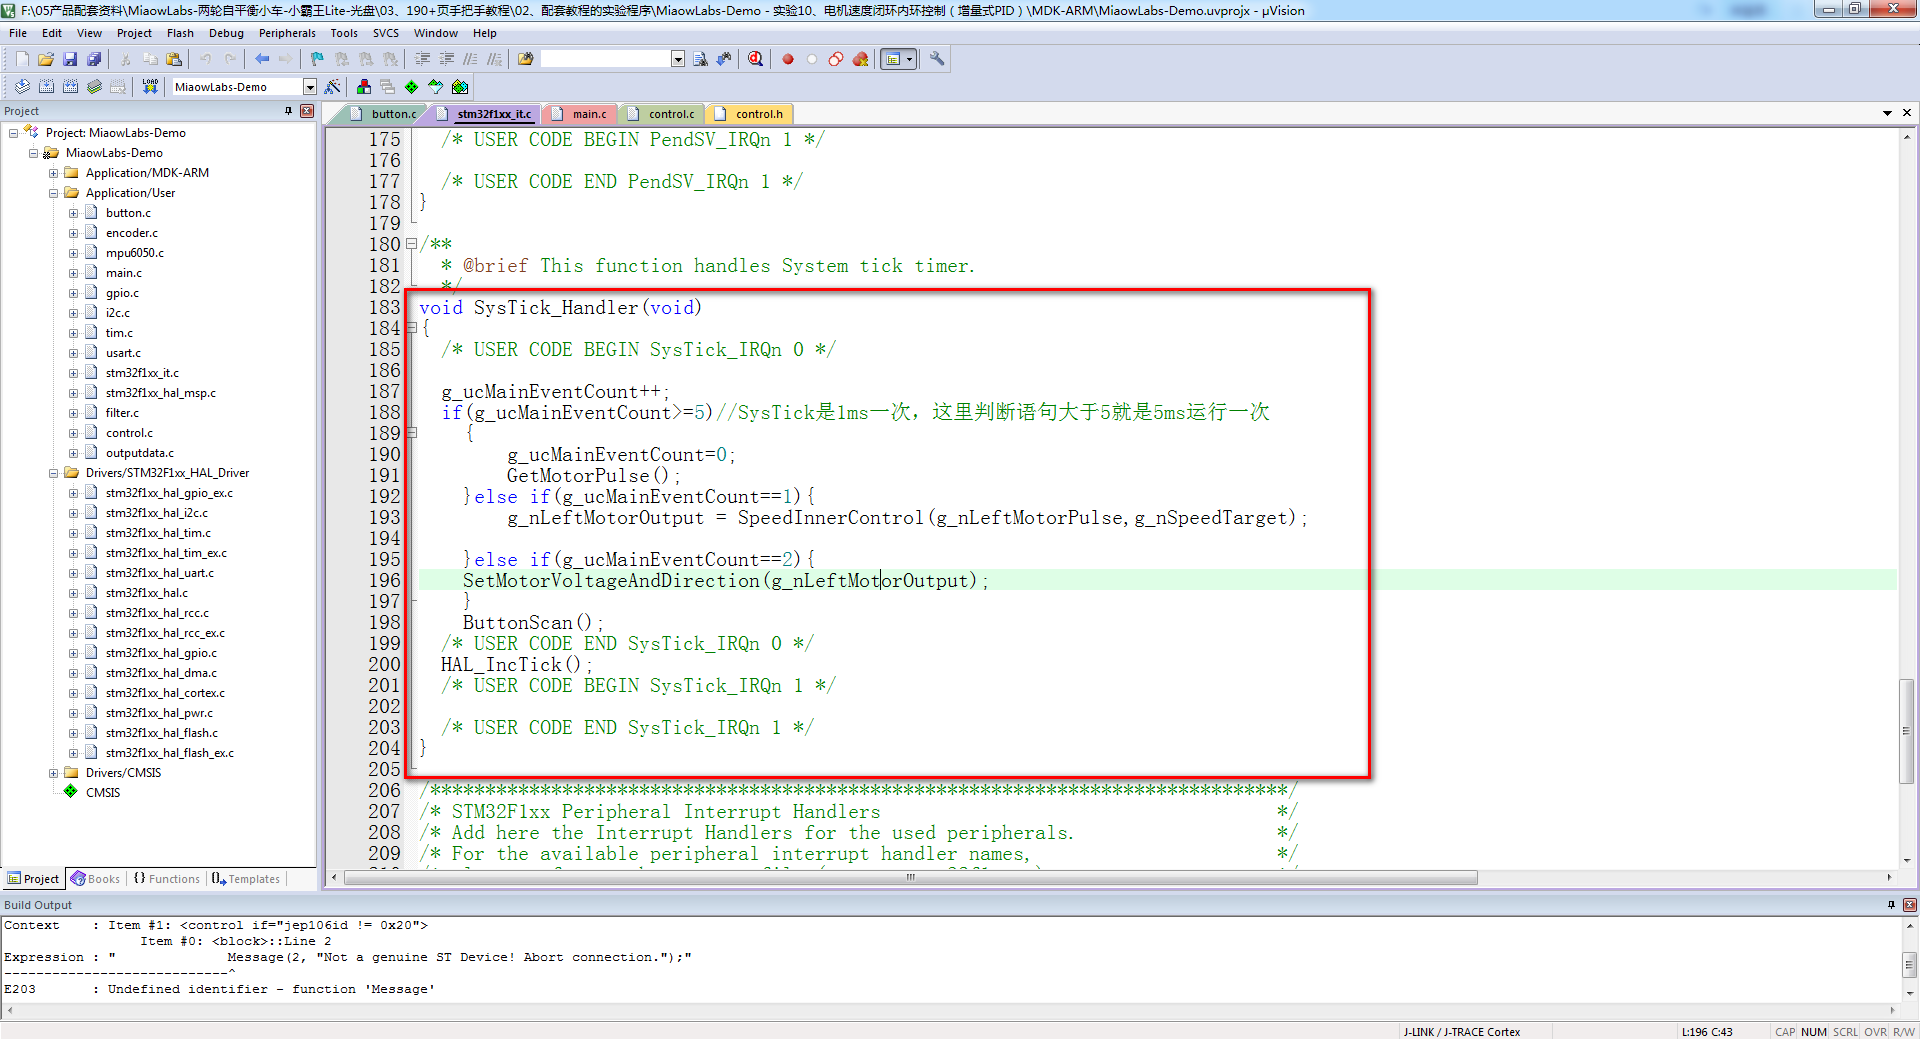 F:\05产品配套资料\MiaowLabs-两轮自平衡小车-小霸王Lite-光盘\03、190+页手把手教程\02、配套教程的实验程序\MiaowLabs-Demo - 实验10、电机速度闭环内环控制（增量式PID）\MDK-ARM\MiaowLabs-Demo.uvprojx - µVision
File Edit View Project Flash Debug Peripherals Tools SVCS Window Help
LOAD
MiaowLabs-Demo
Project
Project: MiaowLabs-Demo
MiaowLabs-Demo
Application/MDK-ARM
Application/User
button.c
encoder.c
mpu6050.c
main.c
gpio.c
i2c.c
tim.c
usart.c
stm32f1xx_it.c
stm32f1xx_hal_msp.c
filter.c
control.c
outputdata.c
Drivers/STM32F1xx_HAL_Driver
stm32f1xx_hal_gpio_ex.c
stm32f1xx_hal_i2c.c
stm32f1xx_hal_tim.c
stm32f1xx_hal_tim_ex.c
stm32f1xx_hal_uart.c
stm32f1xx_hal.c
stm32f1xx_hal_rcc.c
stm32f1xx_hal_rcc_ex.c
stm32f1xx_hal_gpio.c
stm32f1xx_hal_dma.c
stm32f1xx_hal_cortex.c
stm32f1xx_hal_pwr.c
stm32f1xx_hal_flash.c
stm32f1xx_hal_flash_ex.c
Drivers/CMSIS
CMSIS
Project Books Functions Templates
button.c stm32f1xx_it.c main.c control.c control.h
175 /* USER CODE BEGIN PendSV_IRQn 1 */
176
177 /* USER CODE END PendSV_IRQn 1 */
178 }
179
180 /**
181 * @brief This function handles System tick timer.
182 */
183 void SysTick_Handler(void)
184 {
185 /* USER CODE BEGIN SysTick_IRQn 0 */
186
187 g_ucMainEventCount++;
188 if(g_ucMainEventCount>=5)//SysTick是1ms一次，这里判断语句大于5就是5ms运行一次
189 {
190 g_ucMainEventCount=0;
191 GetMotorPulse();
192 }else if(g_ucMainEventCount==1){
193 g_nLeftMotorOutput = SpeedInnerControl(g_nLeftMotorPulse,g_nSpeedTarget);
194
195 }else if(g_ucMainEventCount==2){
196 SetMotorVoltageAndDirection(g_nLeftMotorOutput);
197 }
198 ButtonScan();
199 /* USER CODE END SysTick_IRQn 0 */
200 HAL_IncTick();
201 /* USER CODE BEGIN SysTick_IRQn 1 */
202
203 /* USER CODE END SysTick_IRQn 1 */
204 }
205
206 /******************************************************************************/
207 /* STM32F1xx Peripheral Interrupt Handlers */
208 /* Add here the Interrupt Handlers for the used peripherals. */
209 /* For the available peripheral interrupt handler names, */
Build Output
Context : Item #1: <control if="jep106id != 0x20">
Item #0: <block>::Line 2
Expression : " Message(2, "Not a genuine ST Device! Abort connection.");"
----------------------------^
E203 : Undefined identifier - function 'Message'
J-LINK / J-TRACE Cortex L:196 C:43 CAP NUM SCRL OVR R/W